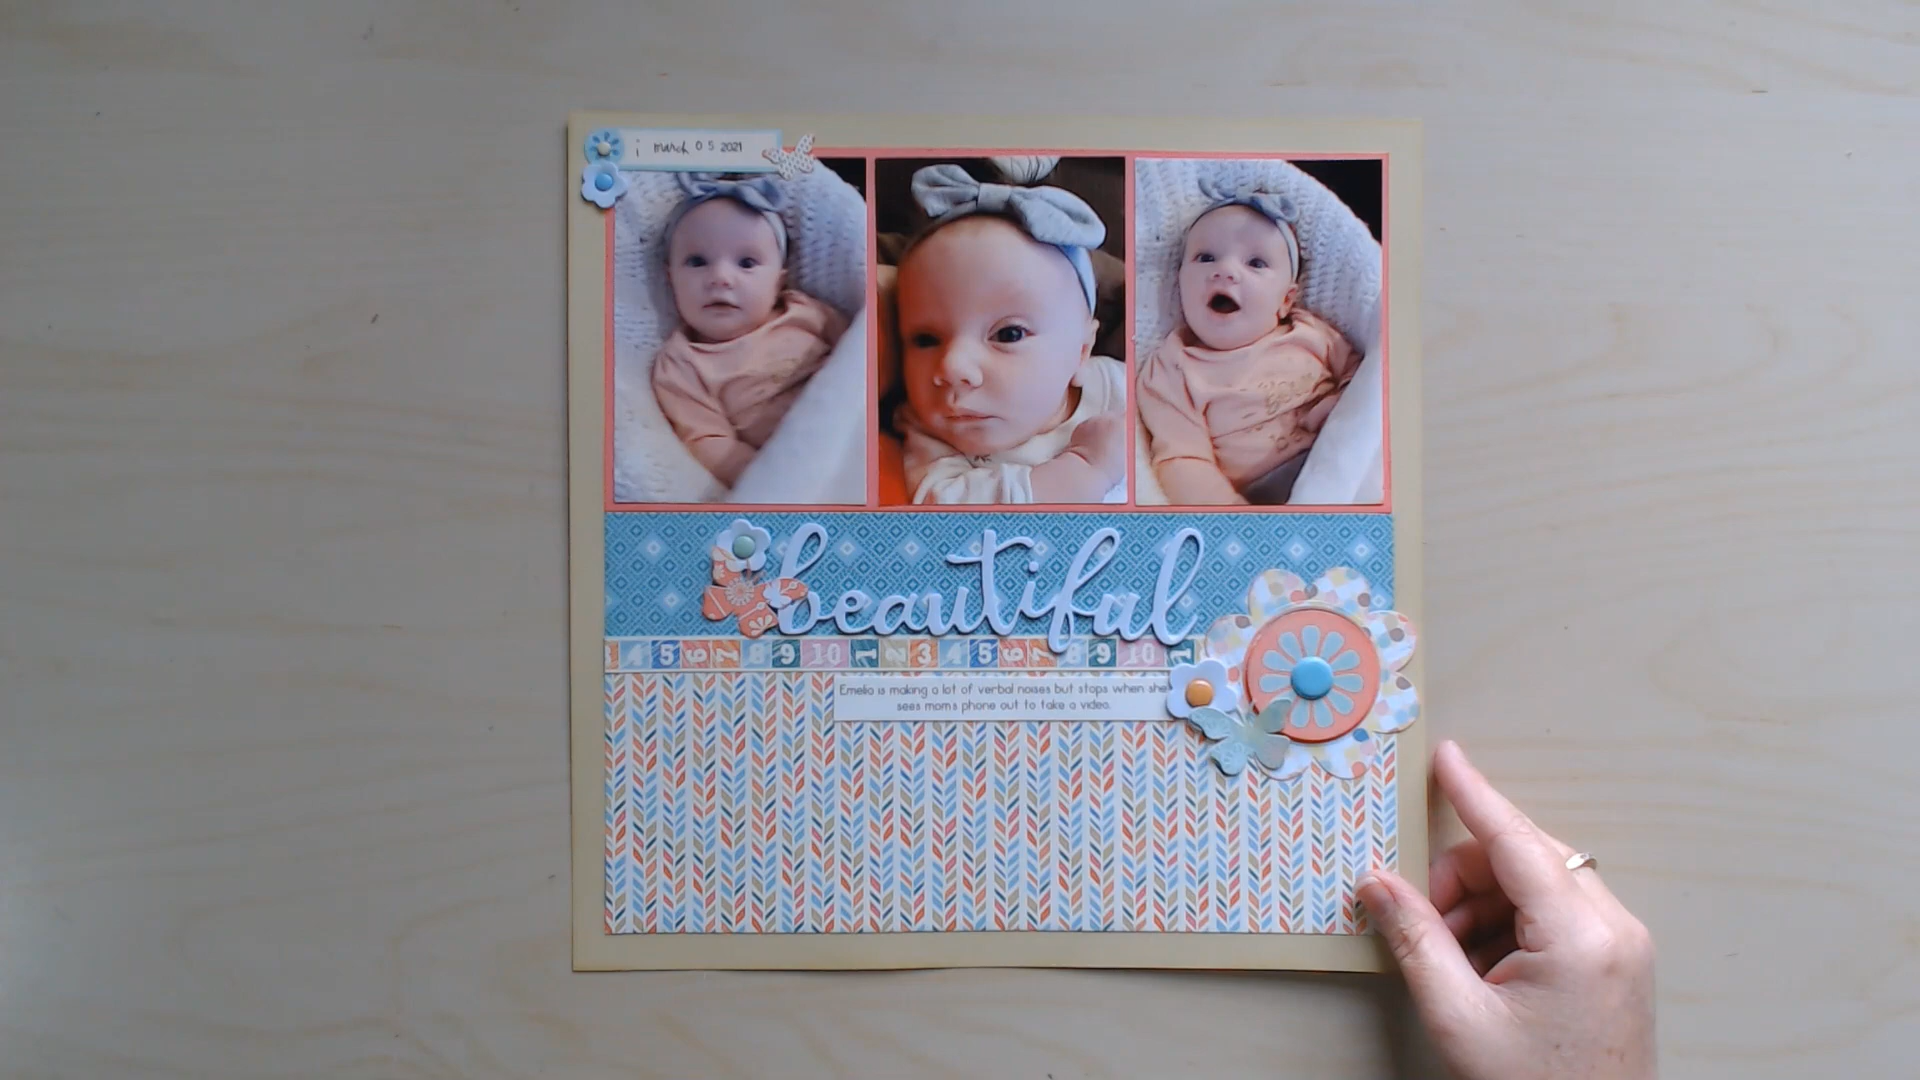 ¡ march 05 2021
beautiful
4 5 6 7 8 9 10 1 2 3 4 5 6 7 8 9 10 1
Emelia is making a lot of verbal noises but stops when she
sees mom's phone out to take a video.